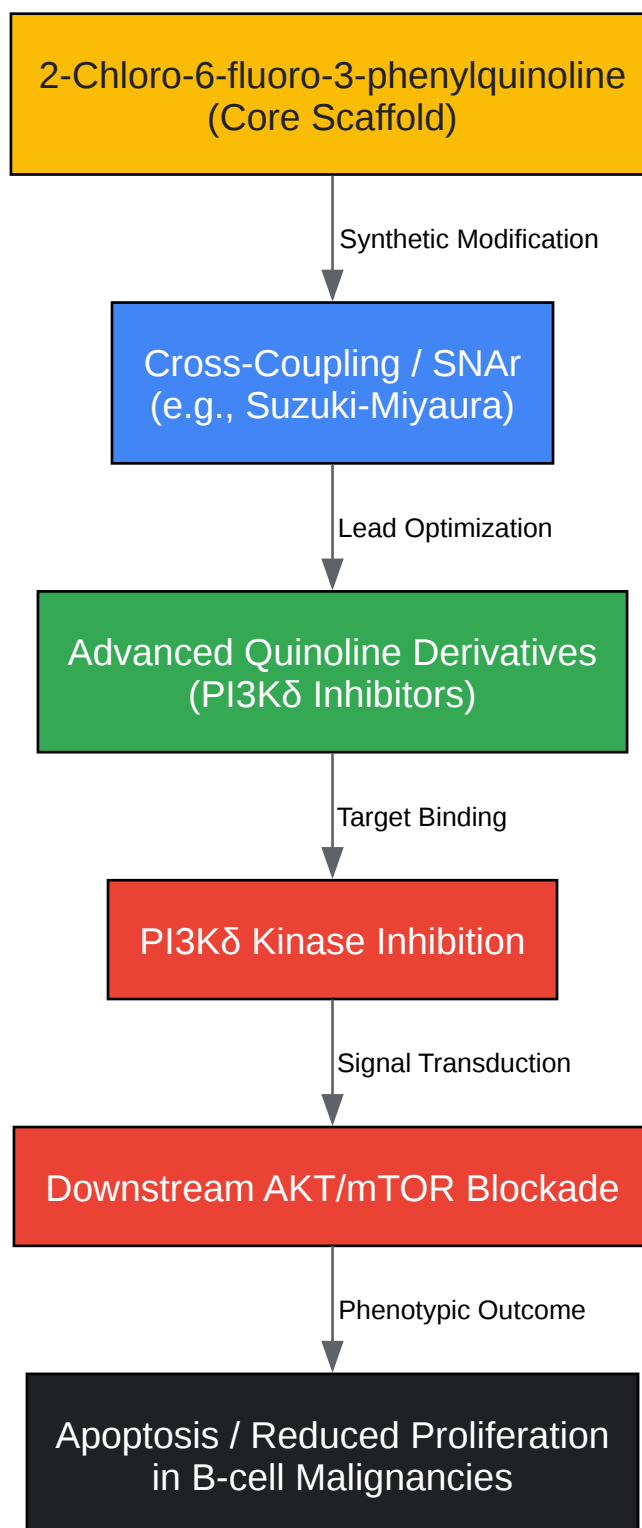 2-Chloro-6-fluoro-3-phenylquinoline
(Core Scaffold)
Synthetic Modification
Cross-Coupling / SNAr
(e.g., Suzuki-Miyaura)
Lead Optimization
Advanced Quinoline Derivatives
(PI3Kδ Inhibitors)
Target Binding
PI3Kδ Kinase Inhibition
Signal Transduction
Downstream AKT/mTOR Blockade
Phenotypic Outcome
Apoptosis / Reduced Proliferation
in B-cell Malignancies